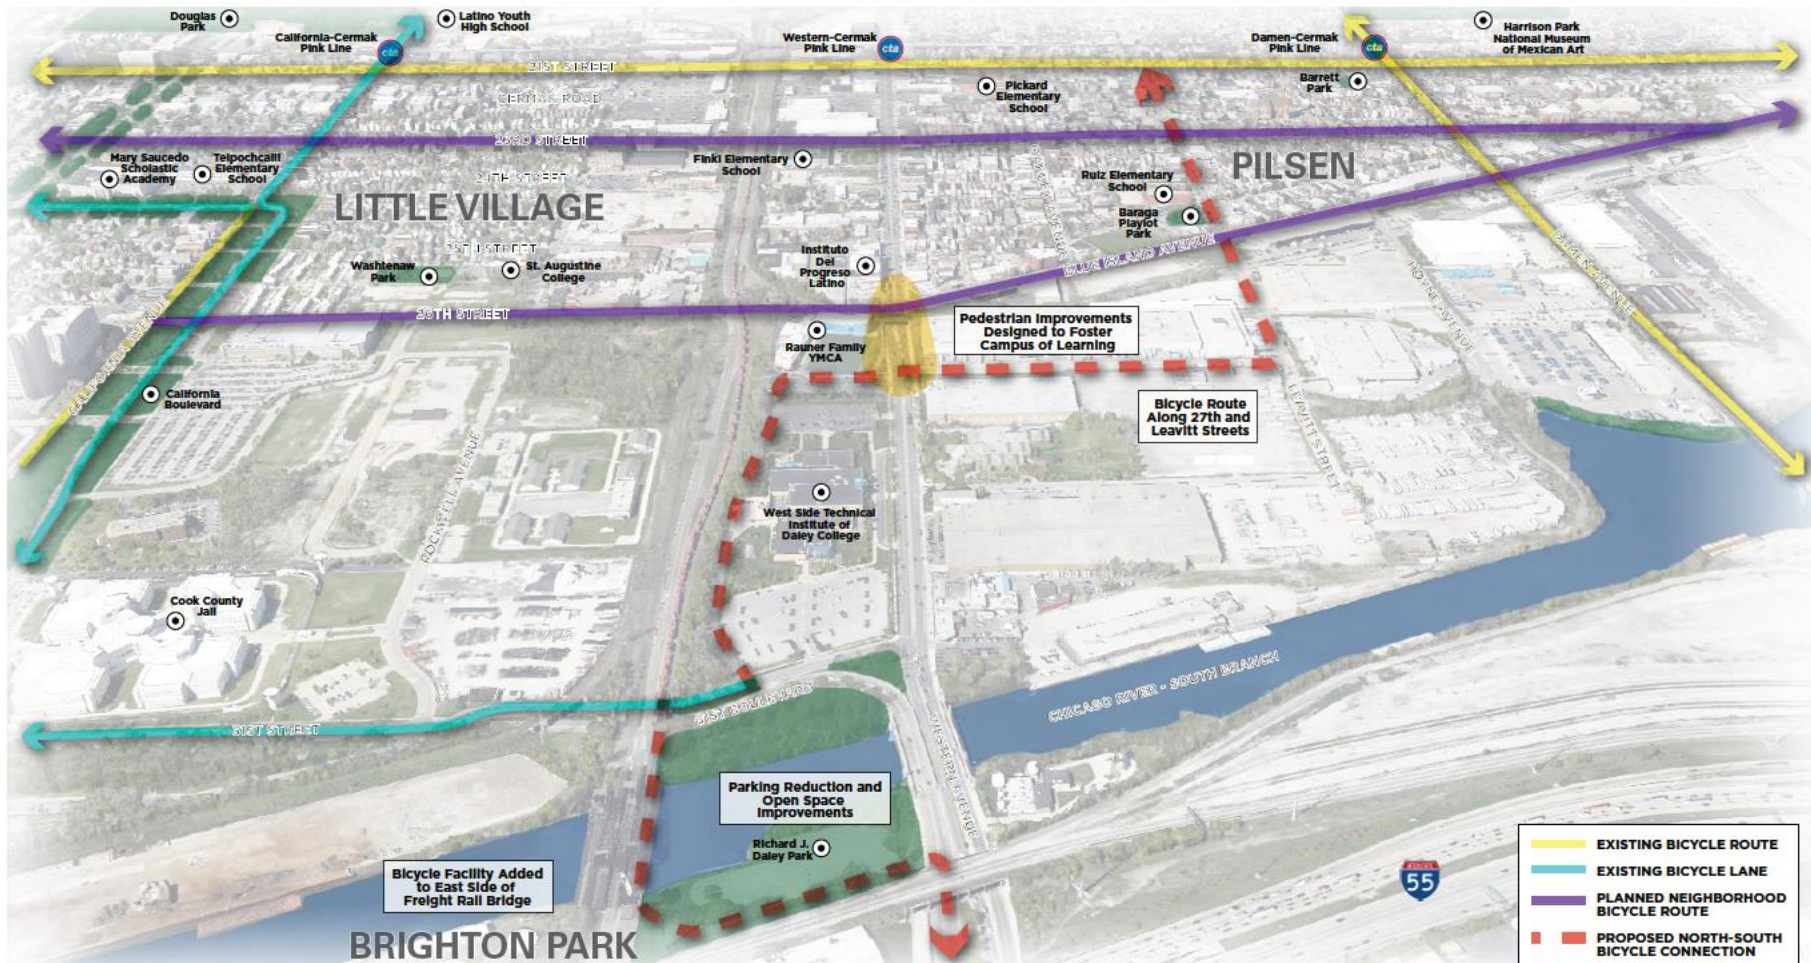 Douglas
Park
Latino Youth
High School
California-Cermak
Pink Line
cta
Western-Cermak
Pink Line
cta
Damen-Cermak
Pink Line
cta
Harrison Park
National Museum
of Mexican Art
21ST STREET
Pickard
Elementary
School
Barrett
Park
CERMAK ROAD
23RD STREET
Mary Saucedo
Scholastic
Academy
Telpochcalli
Elementary
School
Finkl Elementary
School
24TH STREET
PILSEN
Ruiz Elementary
School
LITTLE VILLAGE
Baraga
Playlot
Park
25TH STREET
BLUE ISLAND AVENUE
Washtenaw
Park
St. Augustine
College
Instituto
Del
Progreso
Latino
DAMEN AVENUE
HOYNE AVENUE
26TH STREET
Pedestrian Improvements
Designed to Foster
Campus of Learning
Rauner Family
YMCA
CALIFORNIA AVENUE
California
Boulevard
Bicycle Route
Along 27th and
Leavitt Streets
LEAVITT STREET
ROCKWELL AVENUE
West Side Technical
Institute of
Daley College
Cook County
Jail
CHICAGO RIVER - SOUTH BRANCH
31ST BOULEVARD
31ST STREET
WESTERN AVENUE
Parking Reduction and
Open Space
Improvements
Richard J.
Daley Park
Bicycle Facility Added
to East Side of
Freight Rail Bridge
BRIGHTON PARK
55
EXISTING BICYCLE ROUTE
EXISTING BICYCLE LANE
PLANNED NEIGHBORHOOD
BICYCLE ROUTE
PROPOSED NORTH-SOUTH
BICYCLE CONNECTION